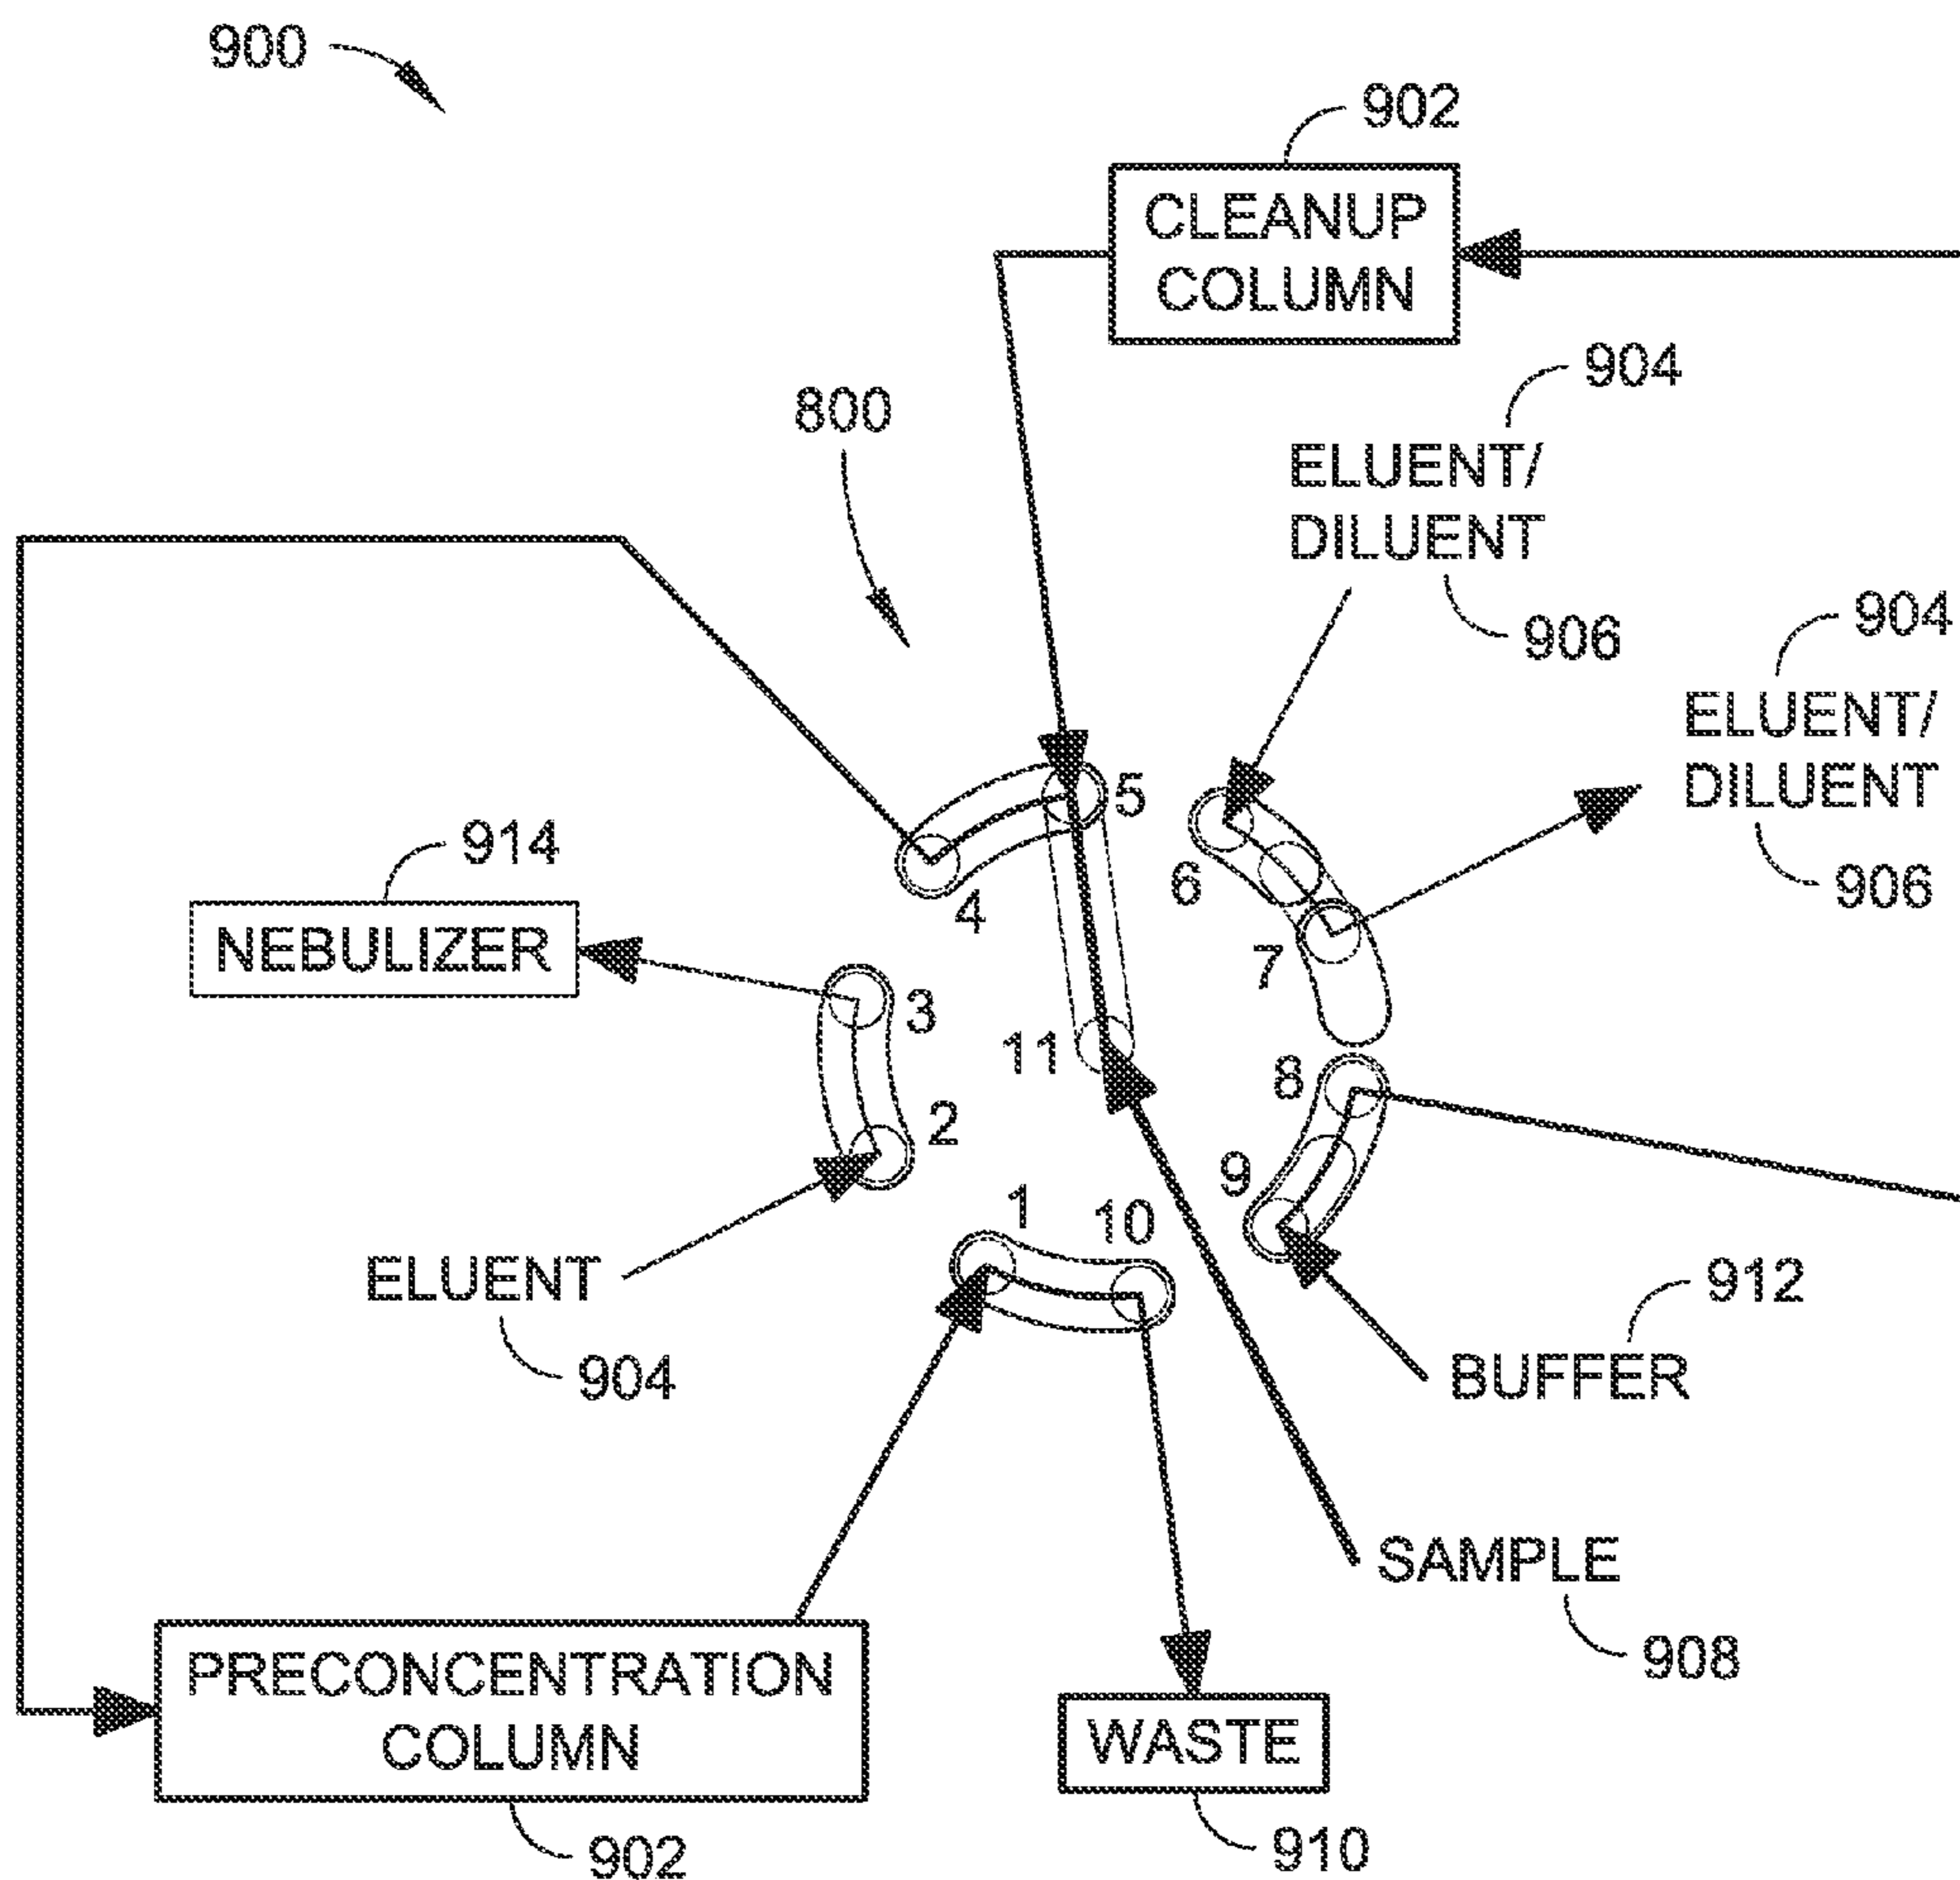 900
902
CLEANUP
COLUMN
904
800
ELUENT/
DILUENT
906
904
ELUENT/
DILUENT
906
5
914
6
4
NEBULIZER
7
3
11
8
2
9
1
10
ELUENT
904
912
BUFFER
SAMPLE
908
PRECONCENTRATION
COLUMN
902
WASTE
910